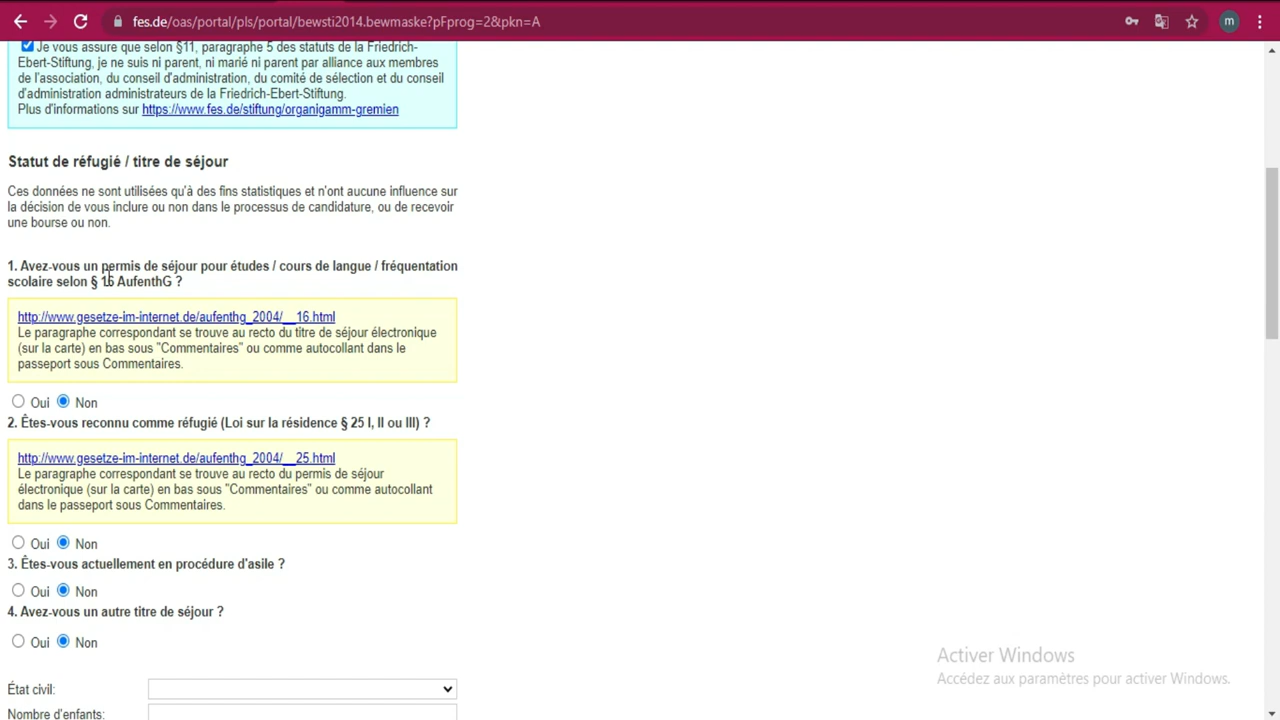 fes.de/oas/portal/pls/portal/bewsti2014.bewmaske?pFprog=2&pkn=A
m
Je vous assure que selon §11, paragraphe 5 des statuts de la Friedrich-
Ebert-Stiftung, je ne suis ni parent, ni marié ni parent par alliance aux membres
de l'association, du conseil d'administration, du comité de sélection et du conseil
d'administration administrateurs de la Friedrich-Ebert-Stiftung.
Plus d'informations sur https://www.fes.de/stiftung/organigamm-gremien
Statut de réfugié / titre de séjour
Ces données ne sont utilisées qu'à des fins statistiques et n'ont aucune influence sur
la décision de vous inclure ou non dans le processus de candidature, ou de recevoir
une bourse ou non.
1. Avez-vous un permis de séjour pour études / cours de langue / fréquentation
scolaire selon § 16 AufenthG ?
http://www.gesetze-im-internet.de/aufenthg_2004/__16.html
Le paragraphe correspondant se trouve au recto du titre de séjour électronique
(sur la carte) en bas sous "Commentaires" ou comme autocollant dans le
passeport sous Commentaires.
Oui Non
2. Êtes-vous reconnu comme réfugié (Loi sur la résidence § 25 I, II ou III) ?
http://www.gesetze-im-internet.de/aufenthg_2004/__25.html
Le paragraphe correspondant se trouve au recto du permis de séjour
électronique (sur la carte) en bas sous "Commentaires" ou comme autocollant
dans le passeport sous Commentaires.
Oui Non
3. Êtes-vous actuellement en procédure d'asile ?
Oui Non
4. Avez-vous un autre titre de séjour ?
Oui Non
Activer Windows
Accédez aux paramètres pour activer Windows.
État civil:
Nombre d'enfants: